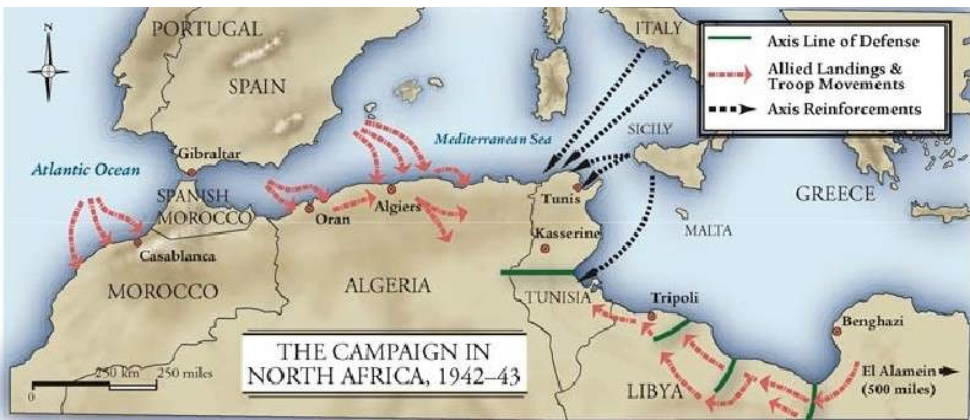 PORTUGAL
ITALY
N
SPAIN
Axis Line of Defense
Allied Landings &
Troop Movements
Axis Reinforcements
Mediterranean Sea
SICILY
Gibraltar
Atlantic Ocean
SPANISH
MOROCCO
Oran
Algiers
Tunis
GREECE
MALTA
Casablanca
Kasserine
MOROCCO
ALGERIA
TUNISIA
Tripoli
Benghazi
THE CAMPAIGN IN
NORTH AFRICA, 1942–43
250 km
250 miles
0
LIBYA
El Alamein
(500 miles)